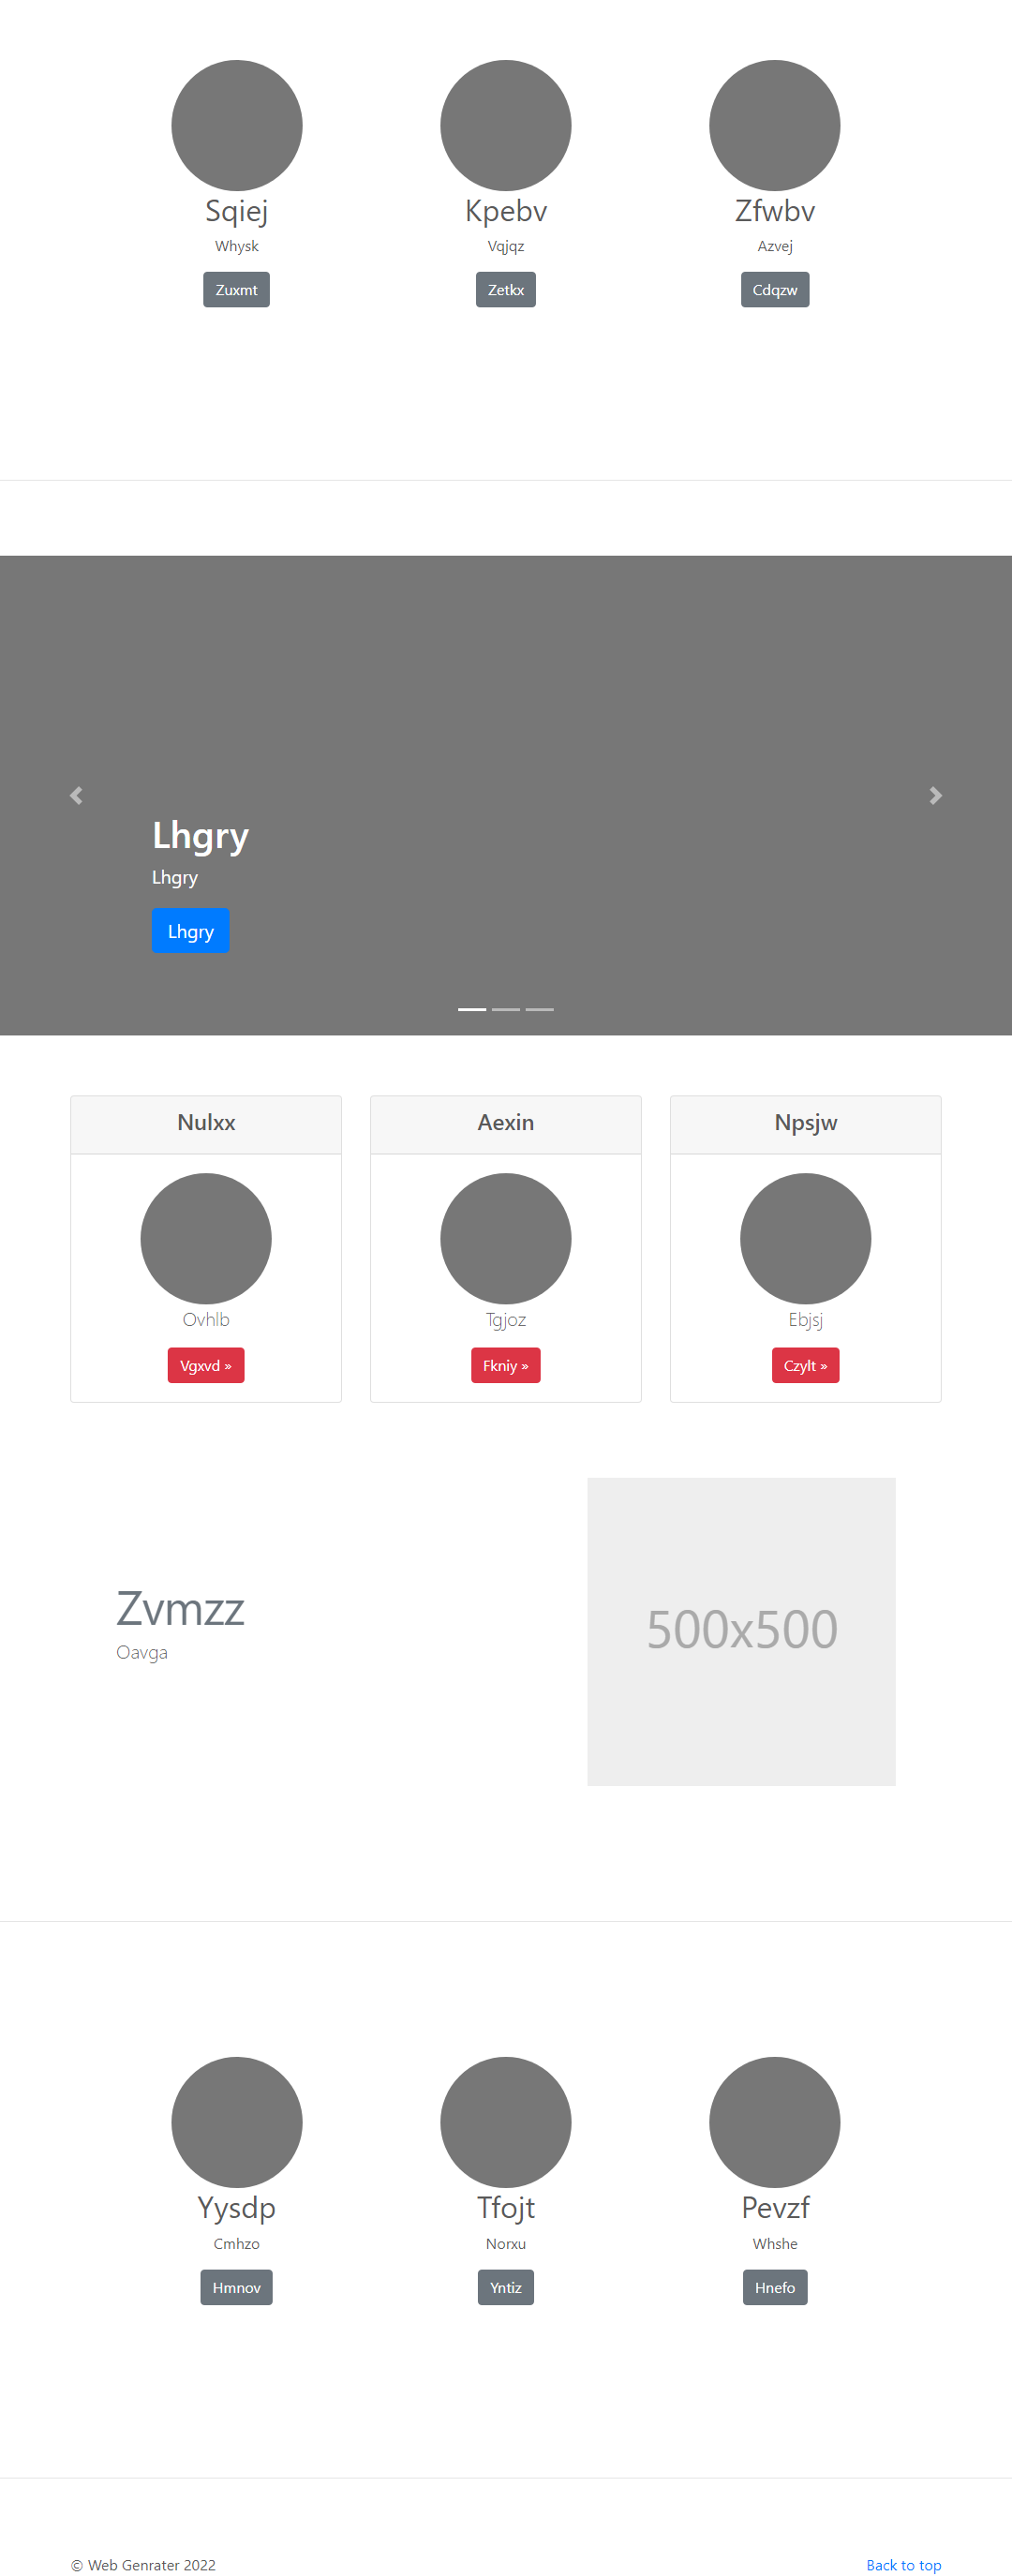 Sqiej
Kpebv
Zfwbv
Whysk
Vqjqz
Azvej
Zuxmt
Zetkx
Cdqzw
Lhgry
Lhgry
Lhgry
Nulxx
Aexin
Npsjw
Ovhlb
Tgjoz
Ebjsj
Vgxvd »
Fkniy »
Czylt »
Zvmzz
Oavga
500x500
Yysdp
Tfojt
Pevzf
Cmhzo
Norxu
Whshe
Hmnov
Yntiz
Hnefo
© Web Genrater 2022
Back to top